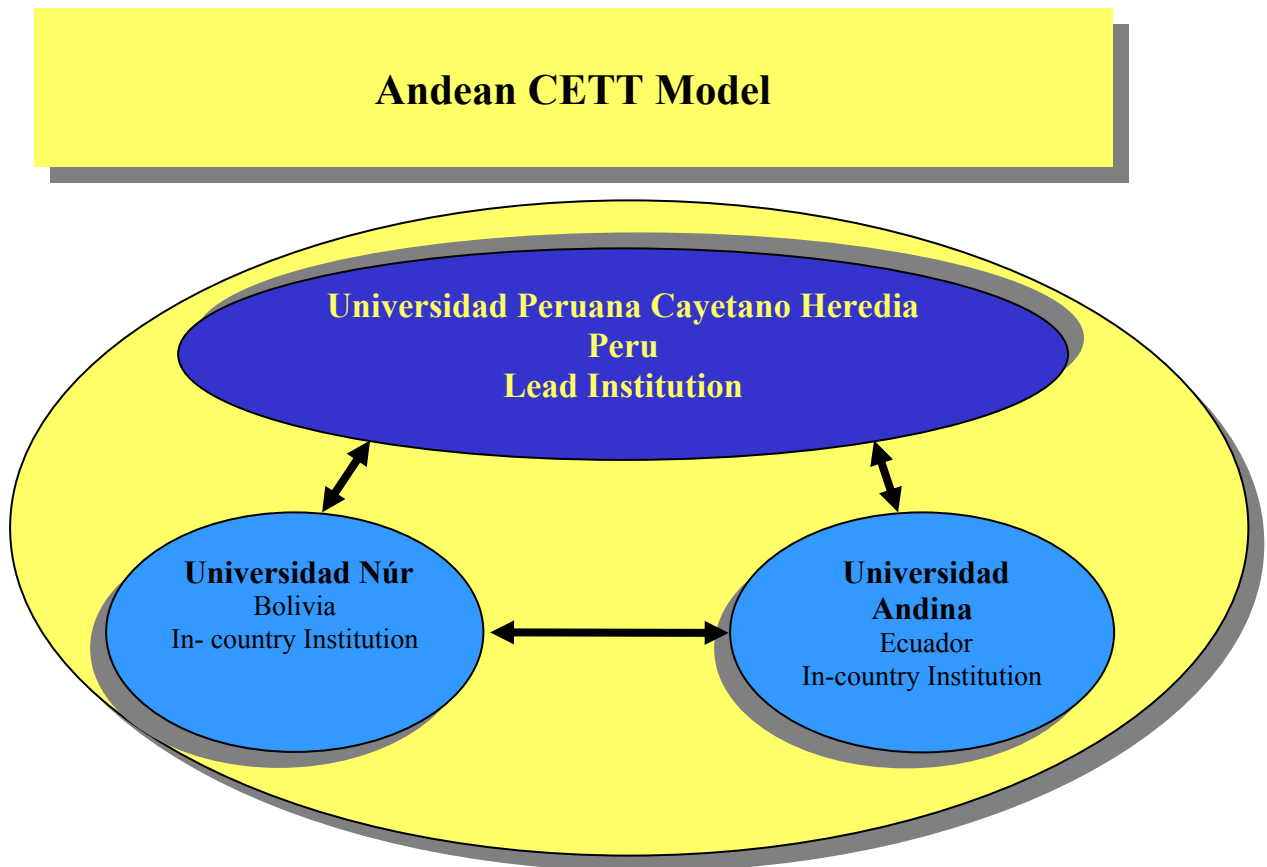 Andean CETT Model
Universidad Peruana Cayetano Heredia
Peru
Lead Institution
Universidad Núr
Bolivia
In- country Institution
Universidad
Andina
Ecuador
In-country Institution